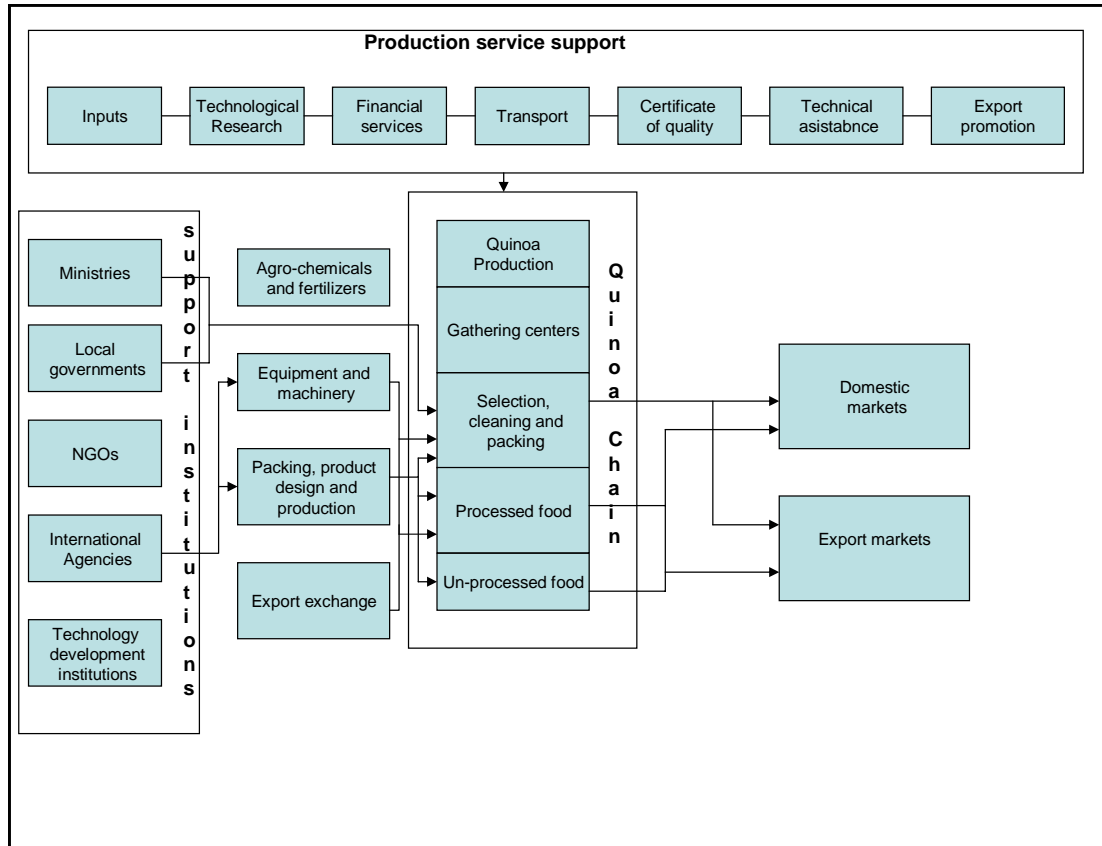 Production service support
Inputs
Technological
Research
Financial
services
Transport
Certificate
of quality
Technical
asistabnce
Export
promotion
support institutions
Ministries
Local
governments
NGOs
International
Agencies
Technology
development
institutions
Agro-chemicals
and fertilizers
Equipment and
machinery
Packing, product
design and
production
Export exchange
Quinoa
Production
Gathering centers
Selection,
cleaning and
packing
Processed food
Un-processed food
Quinoa Chain
Domestic
markets
Export markets